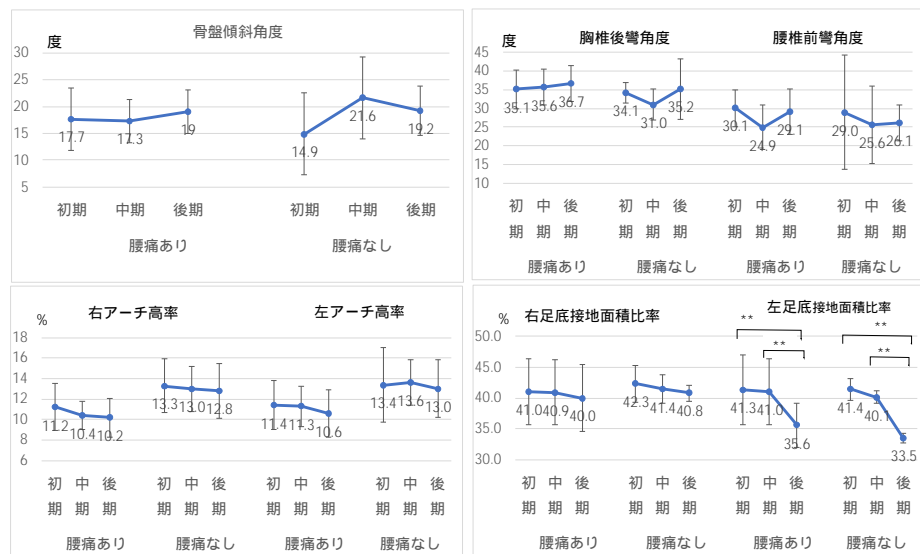 骨盤傾斜角度
度
30
25
20
15
10
5
17.7
17.3
19
14.9
21.6
19.2
初期 中期 後期 初期 中期 後期
腰痛あり 腰痛なし
度 胸椎後彎角度 腰椎前彎角度
45
40
35
30
25
20
15
10
35.1 35.6 36.7 34.1 31.0 35.2 30.1 24.9 29.1 29.0 25.6 26.1
初 中 後 初 中 後 初 中 後 初 中 後
期 期 期 期 期 期 期 期 期 期 期 期
腰痛あり 腰痛なし 腰痛あり 腰痛なし
% 右アーチ高率 左アーチ高率
18
16
14
12
10
8
6
11.2 10.4 10.2 13.3 13.0 12.8 11.4 11.3 10.6 13.4 13.6 13.0
初 中 後 初 中 後 初 中 後 初 中 後
期 期 期 期 期 期 期 期 期 期 期 期
腰痛あり 腰痛なし 腰痛あり 腰痛なし
% 右足底接地面積比率 左足底接地面積比率
** ** 
** **
50.0
45.0
40.0
35.0
30.0
41.0 40.9 40.0 42.3 41.4 40.8 41.3 41.0 35.6 41.4 40.1 33.5
初 中 後 初 中 後 初 中 後 初 中 後
期 期 期 期 期 期 期 期 期 期 期 期
腰痛あり 腰痛なし 腰痛あり 腰痛なし